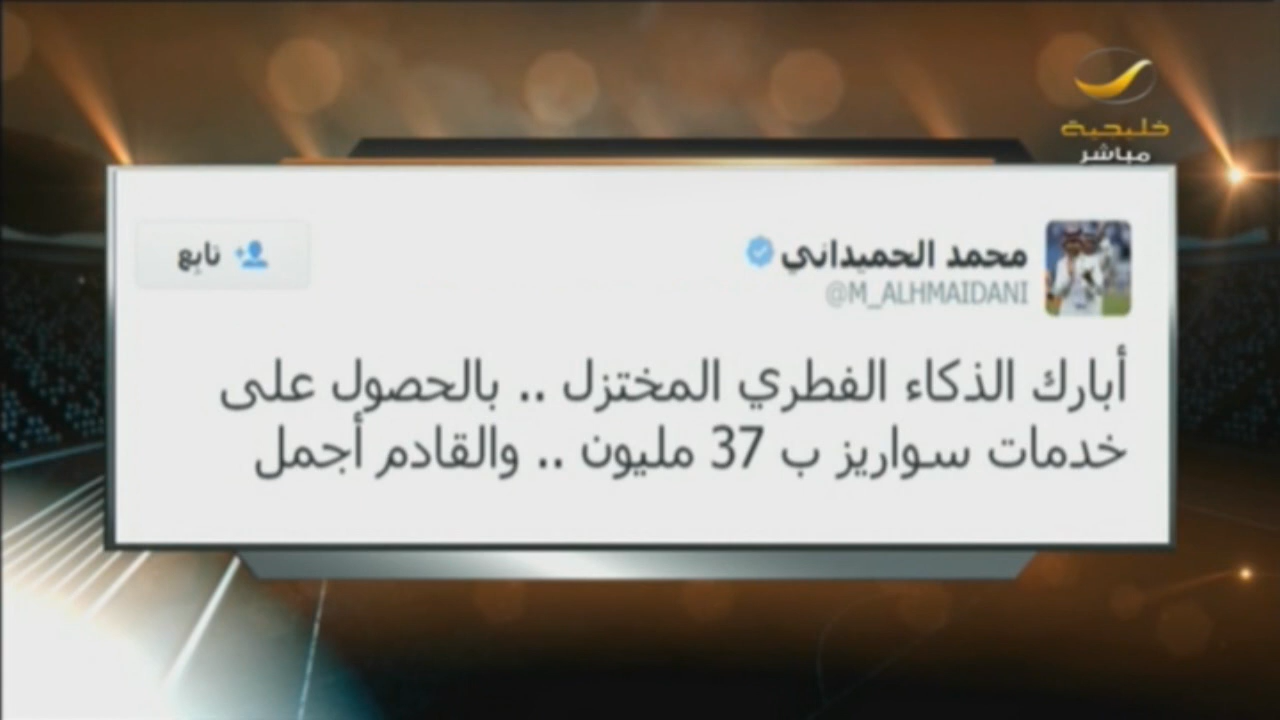 خليجية
مباشر
محمد الحميداني
@M_ALHMAIDANI
تابع
أبارك الذكاء الفطري المختزل .. بالحصول على
خدمات سواريز ب 37 مليون .. والقادم أجمل